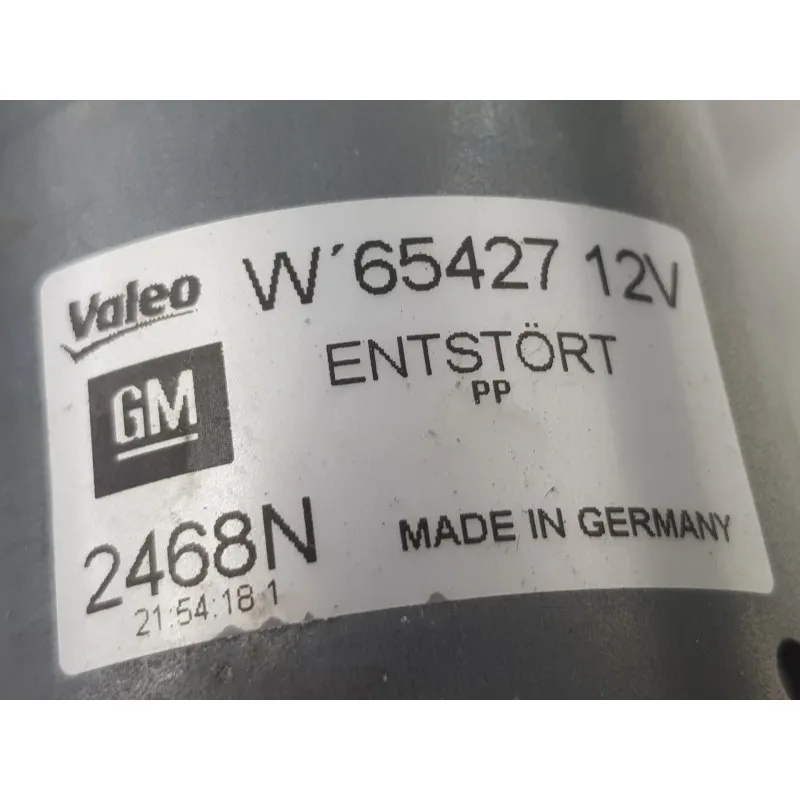 Valeo W´65427 12V
ENTSTÖRT
PP
GM
2468N MADE IN GERMANY
21:54:18 1